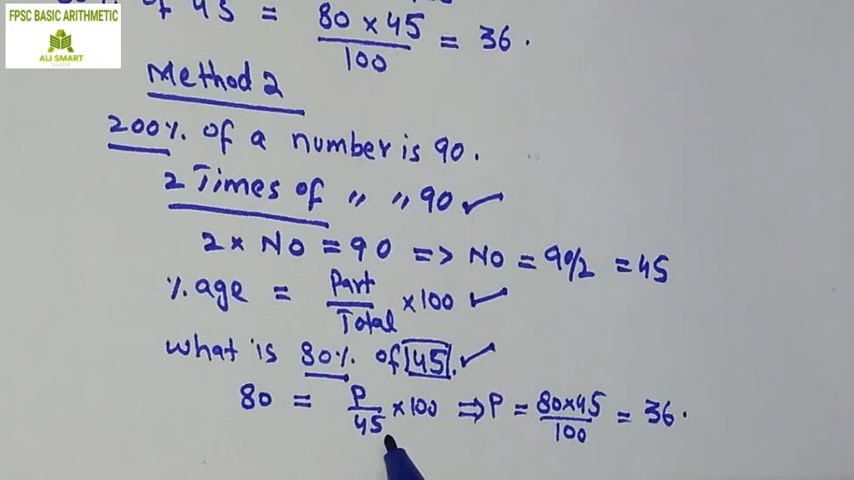 FPSC BASIC ARITHMETIC
ALI SMART
of 45 = 80 × 45 / 100 = 36.
Method 2
200% of a number is 90.
2 Times of " " 90 ✓
2 × No = 90 => No = 90/2 = 45
%age = Part / Total × 100 ✓
What is 80% of 45. ✓
80 = P / 45 × 100 => P = 80×45 / 100 = 36.